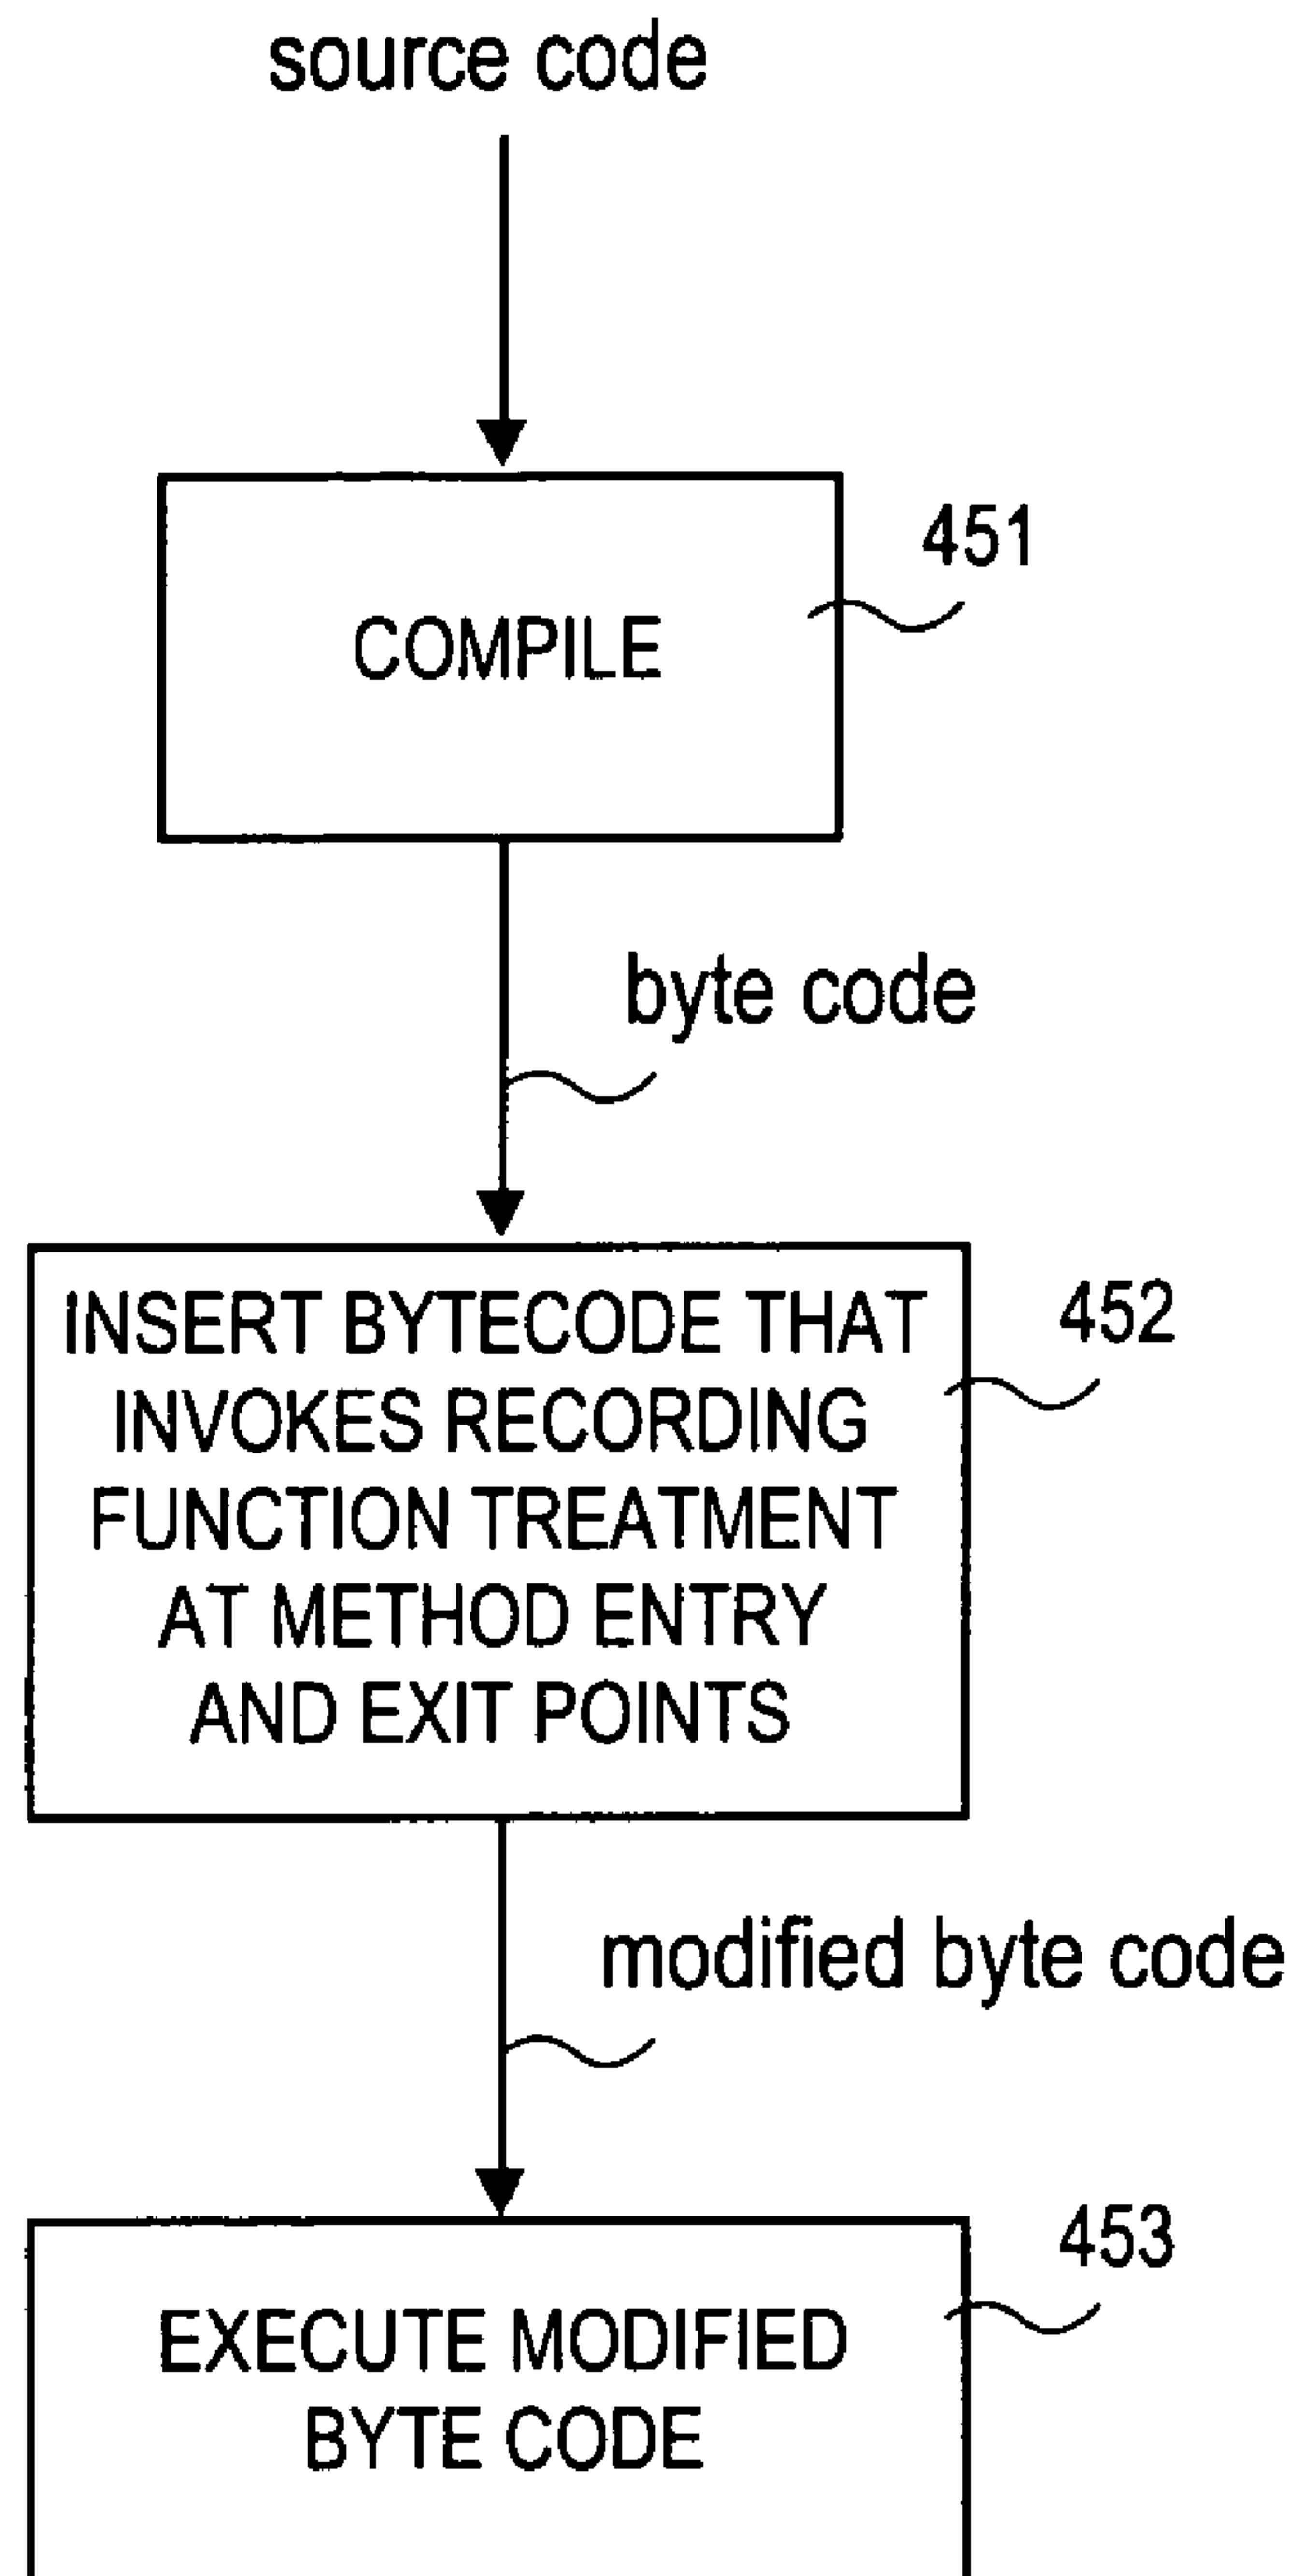 source code
451
COMPILE
byte code
452
INSERT BYTECODE THAT
INVOKES RECORDING
FUNCTION TREATMENT
AT METHOD ENTRY
AND EXIT POINTS
modified byte code
453
EXECUTE MODIFIED
BYTE CODE